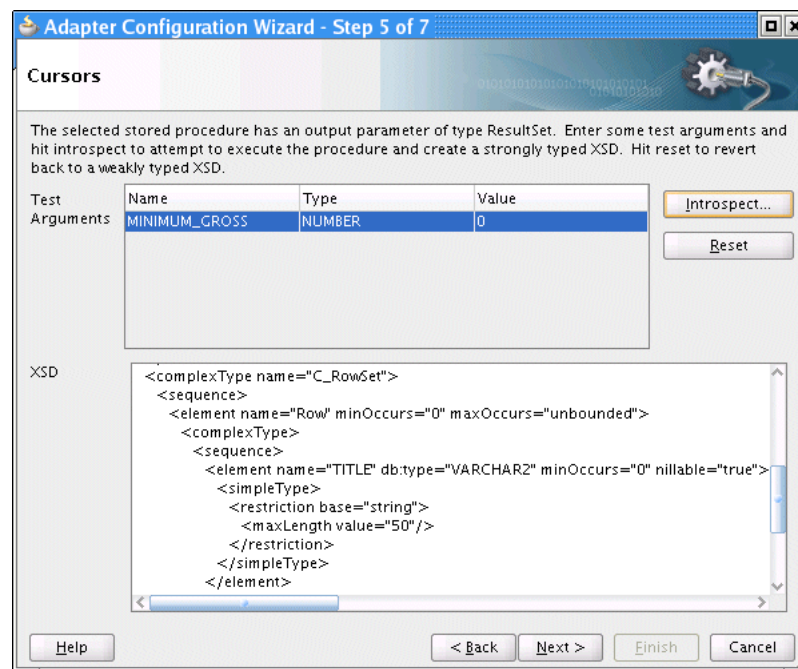 Adapter Configuration Wizard - Step 5 of 7
Cursors
The selected stored procedure has an output parameter of type ResultSet. Enter some test arguments and
hit introspect to attempt to execute the procedure and create a strongly typed XSD. Hit reset to revert
back to a weakly typed XSD.
Test
Arguments
Name Type Value
MINIMUM_GROSS NUMBER 0
Introspect...
Reset
XSD
<complexType name="C_RowSet">
<sequence>
<element name="Row" minOccurs="0" maxOccurs="unbounded">
<complexType>
<sequence>
<element name="TITLE" db:type="VARCHAR2" minOccurs="0" nillable="true">
<simpleType>
<restriction base="string">
<maxLength value="50"/>
</restriction>
</simpleType>
</element>
Help < Back Next > Finish Cancel